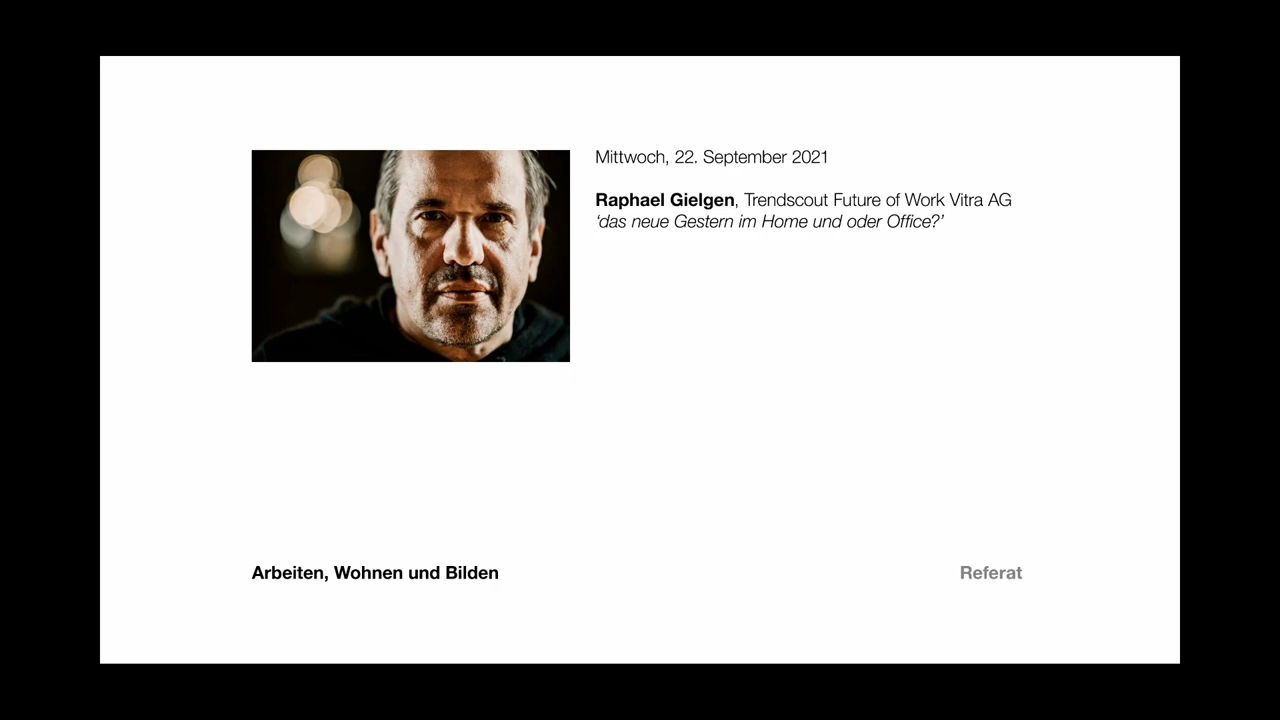 Mittwoch, 22. September 2021
Raphael Gielgen, Trendscout Future of Work Vitra AG
‘das neue Gestern im Home und oder Office?’
Arbeiten, Wohnen und Bilden
Referat